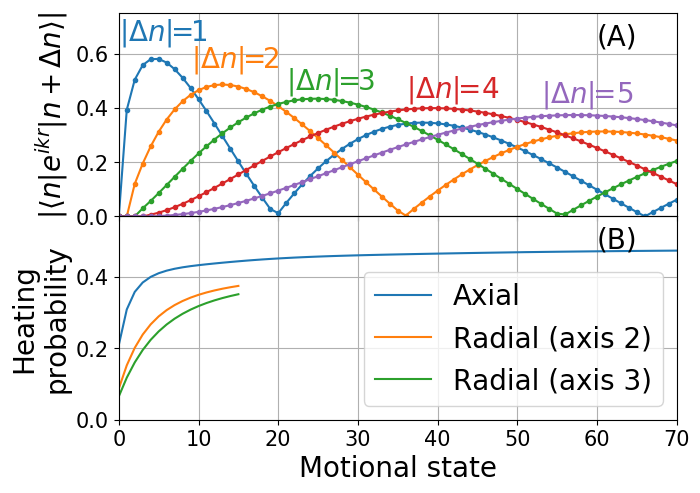 |Δn|=1
|Δn|=2
|Δn|=3
|Δn|=4
|Δn|=5
(A)
|⟨n|e^{ikr}|n + Δn⟩|
0.6
0.4
0.2
0.0
(B)
Heating
probability
0.4
0.2
0.0
Axial
Radial (axis 2)
Radial (axis 3)
0 10 20 30 40 50 60 70
Motional state